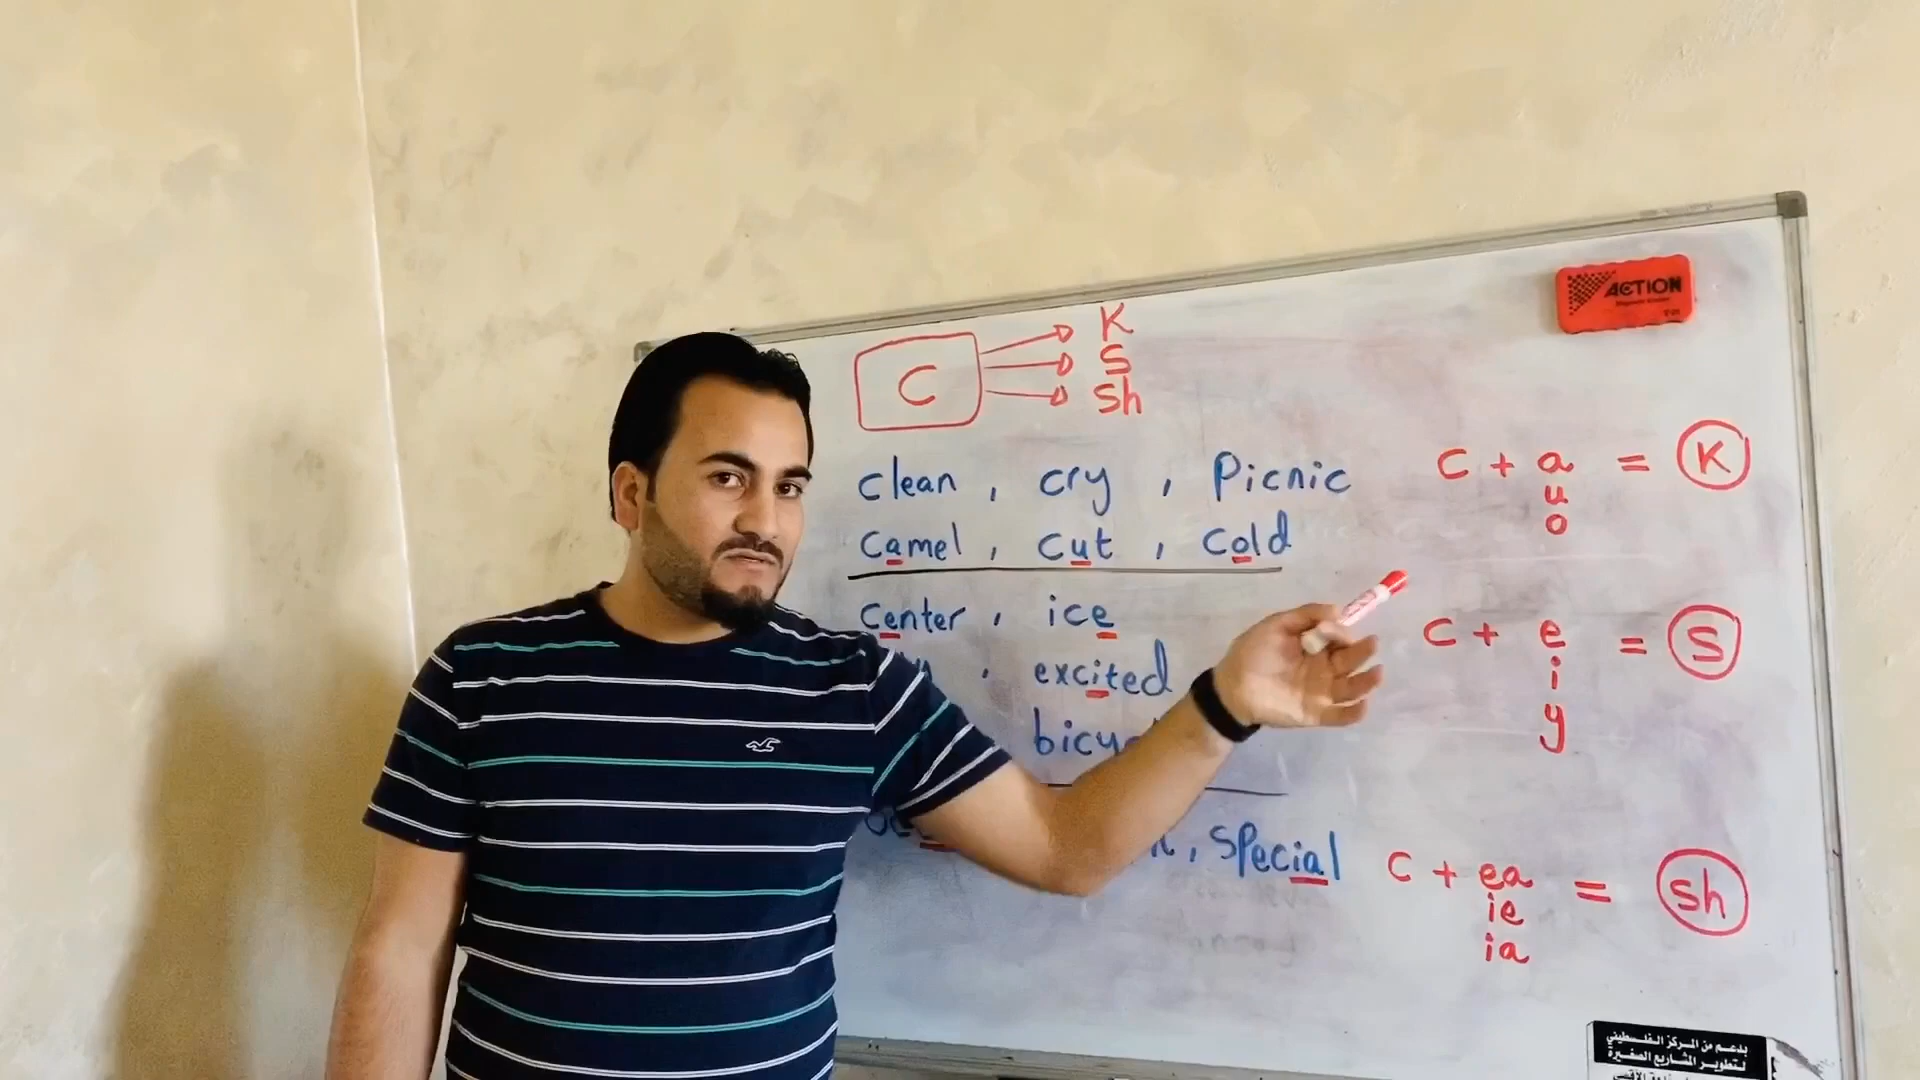 ACTION
K
C S
Sh
clean , cry , Picnic
camel , cut , cold
center , ice
, excited
, special
C + a = K
u
o
C + e = S
i
y
C + ea = sh
ie
ia
بدعم من المركز الفلسطيني
لتطوير المشاريع الصغيرة